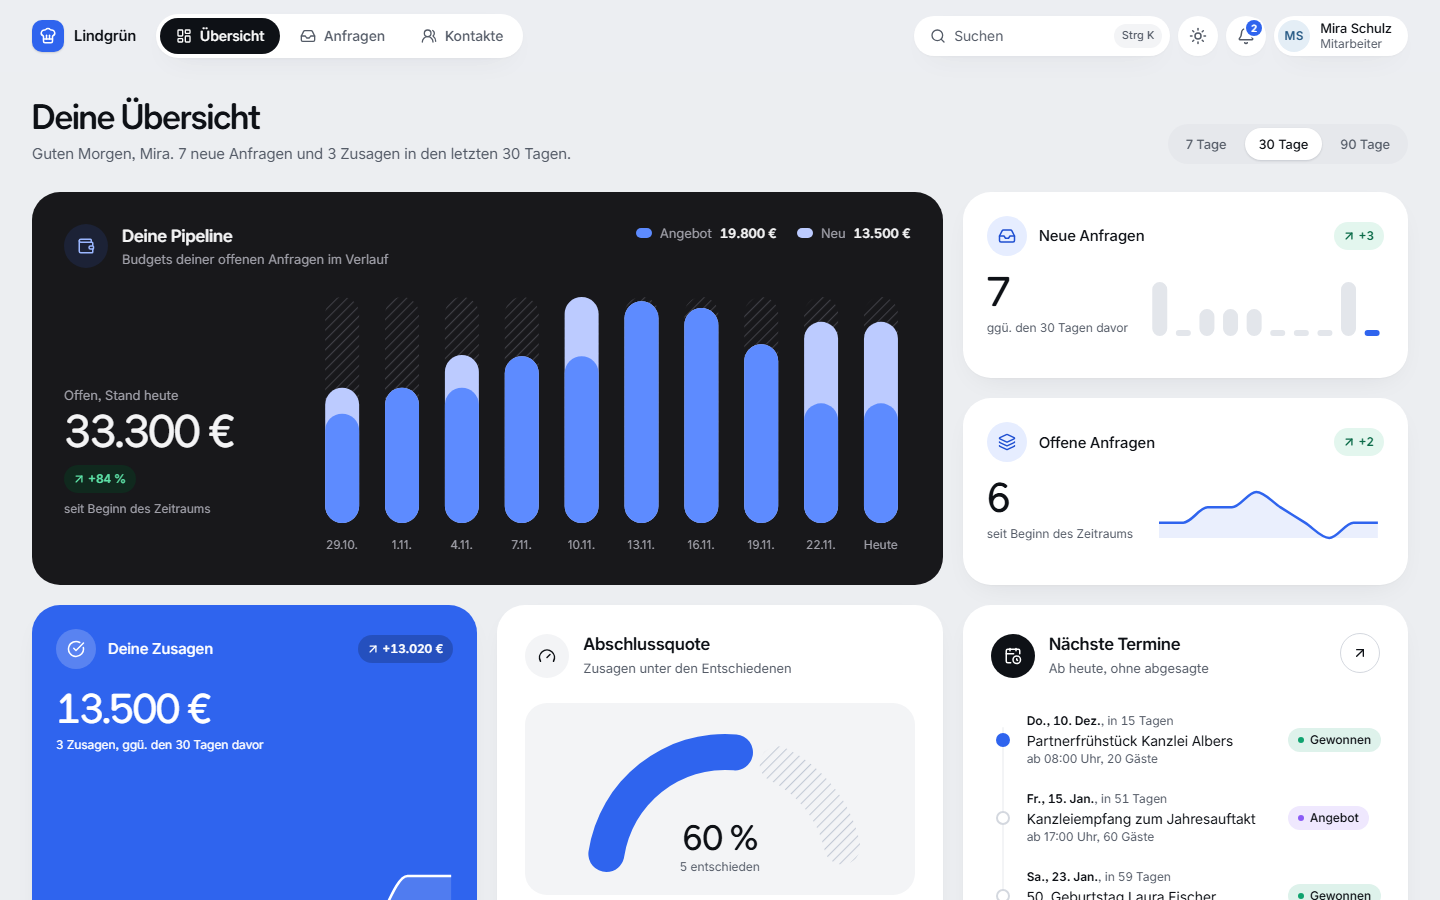 Lindgrün
Übersicht
Anfragen
Kontakte
Suchen
Strg K
2
MS
Mira Schulz
Mitarbeiter
Deine Übersicht
Guten Morgen, Mira. 7 neue Anfragen und 3 Zusagen in den letzten 30 Tagen.
7 Tage
30 Tage
90 Tage
Deine Pipeline
Budgets deiner offenen Anfragen im Verlauf
Angebot 19.800 €
Neu 13.500 €
Offen, Stand heute
33.300 €
+84 %
seit Beginn des Zeitraums
29.10.
1.11.
4.11.
7.11.
10.11.
13.11.
16.11.
19.11.
22.11.
Heute
Neue Anfragen
+3
7
ggü. den 30 Tagen davor
Offene Anfragen
+2
6
seit Beginn des Zeitraums
Deine Zusagen
+13.020 €
13.500 €
3 Zusagen, ggü. den 30 Tagen davor
Abschlussquote
Zusagen unter den Entschiedenen
60 %
5 entschieden
Nächste Termine
Ab heute, ohne abgesagte
Do., 10. Dez., in 15 Tagen
Partnerfrühstück Kanzlei Albers
ab 08:00 Uhr, 20 Gäste
Gewonnen
Fr., 15. Jan., in 51 Tagen
Kanzleiempfang zum Jahresauftakt
ab 17:00 Uhr, 60 Gäste
Angebot
Sa., 23. Jan., in 59 Tagen
50. Geburtstag Laura Fischer
Gewonnen